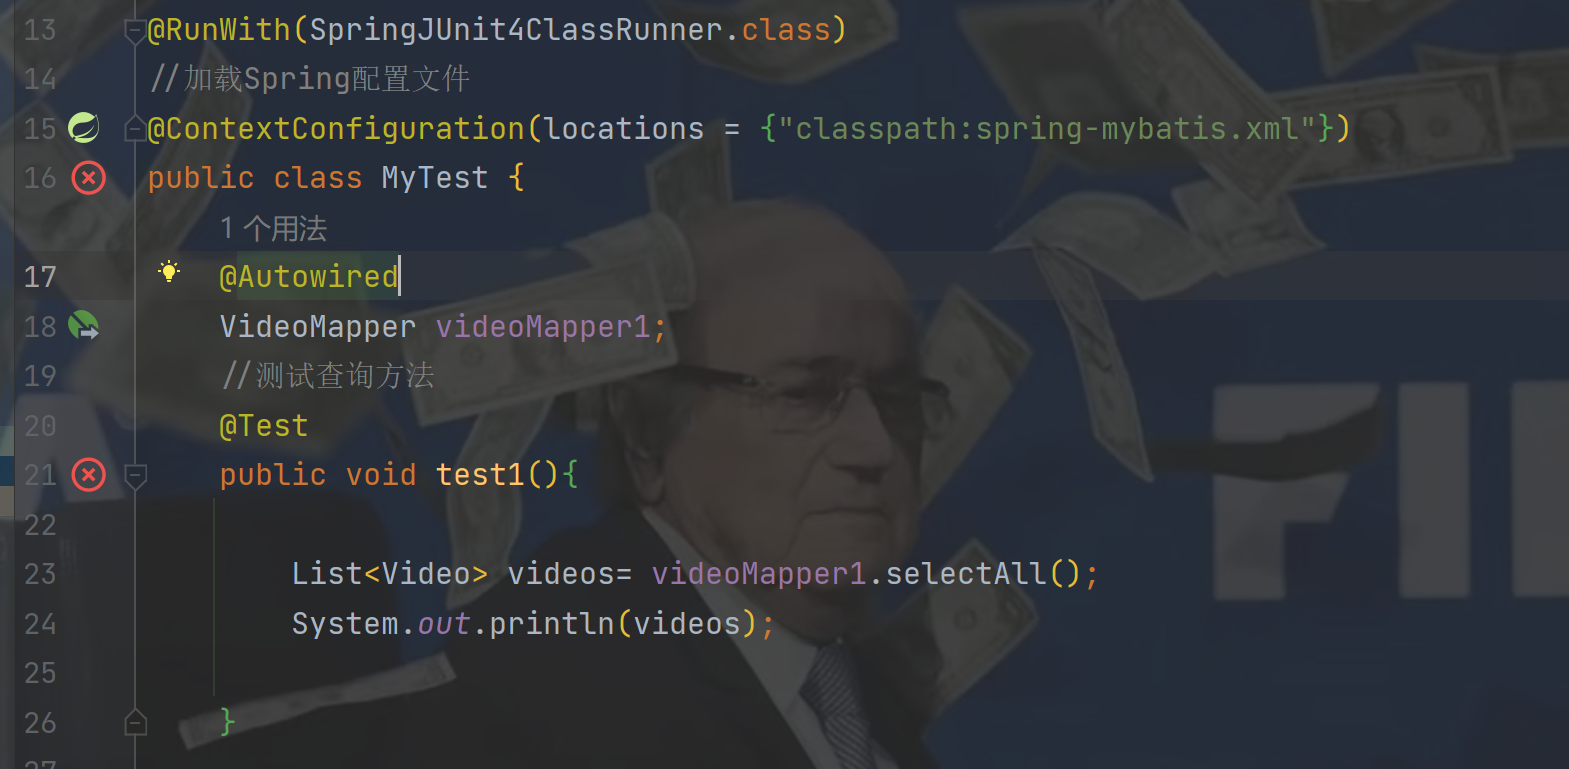 13 @RunWith(SpringJUnit4ClassRunner.class)
14 //加载Spring配置文件
15 @ContextConfiguration(locations = {"classpath:spring-mybatis.xml"})
16 public class MyTest {
1 个用法
17 @Autowired
18 VideoMapper videoMapper1;
19 //测试查询方法
20 @Test
21 public void test1(){
22
23 List<Video> videos= videoMapper1.selectAll();
24 System.out.println(videos);
25
26 }
27
FI